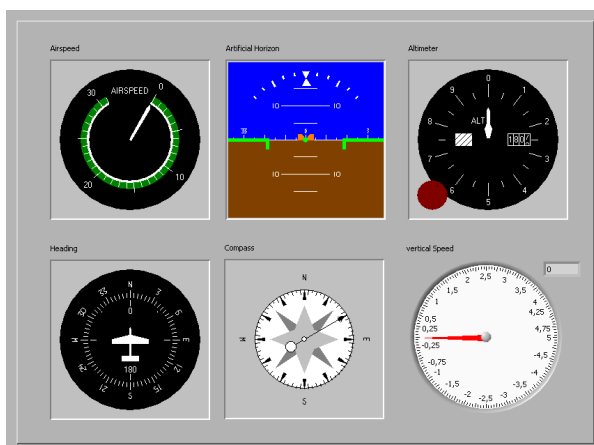 Airspeed
Artificial Horizon
Altimeter
0
30
AIRSPEED
10
20
10 10
10 10
0
9 1
8 2
ALT
180
7 3
6 4
5
Heading
Compass
vertical Speed
N
0
E
180
S
N
E
S
0
2 2,5 3
1,5 3,5
1 4
4,25
0,5
0,25 4,75
5
-0,25 -4,75
-0,75
-1 -4
-1,5 -3,5
-2 -2,5 -3